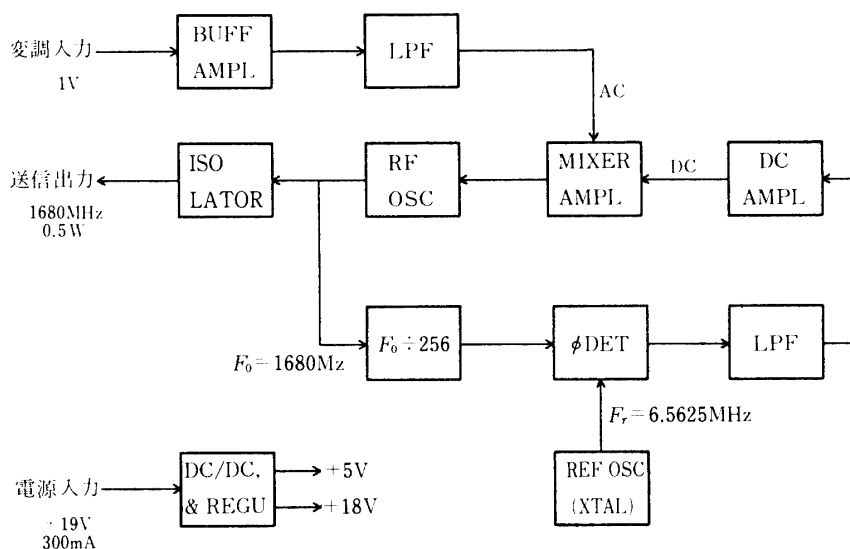 変調入力
1V
BUFF
AMPL
LPF
AC
送信出力
1680MHz
0.5W
ISO
LATOR
RF
OSC
MIXER
AMPL
DC
DC
AMPL
F₀=1680Mz
F₀÷256
φDET
LPF
Fᵣ=6.5625MHz
REF OSC
(XTAL)
電源入力
19V
300mA
DC/DC,
& REGU
+5V
+18V